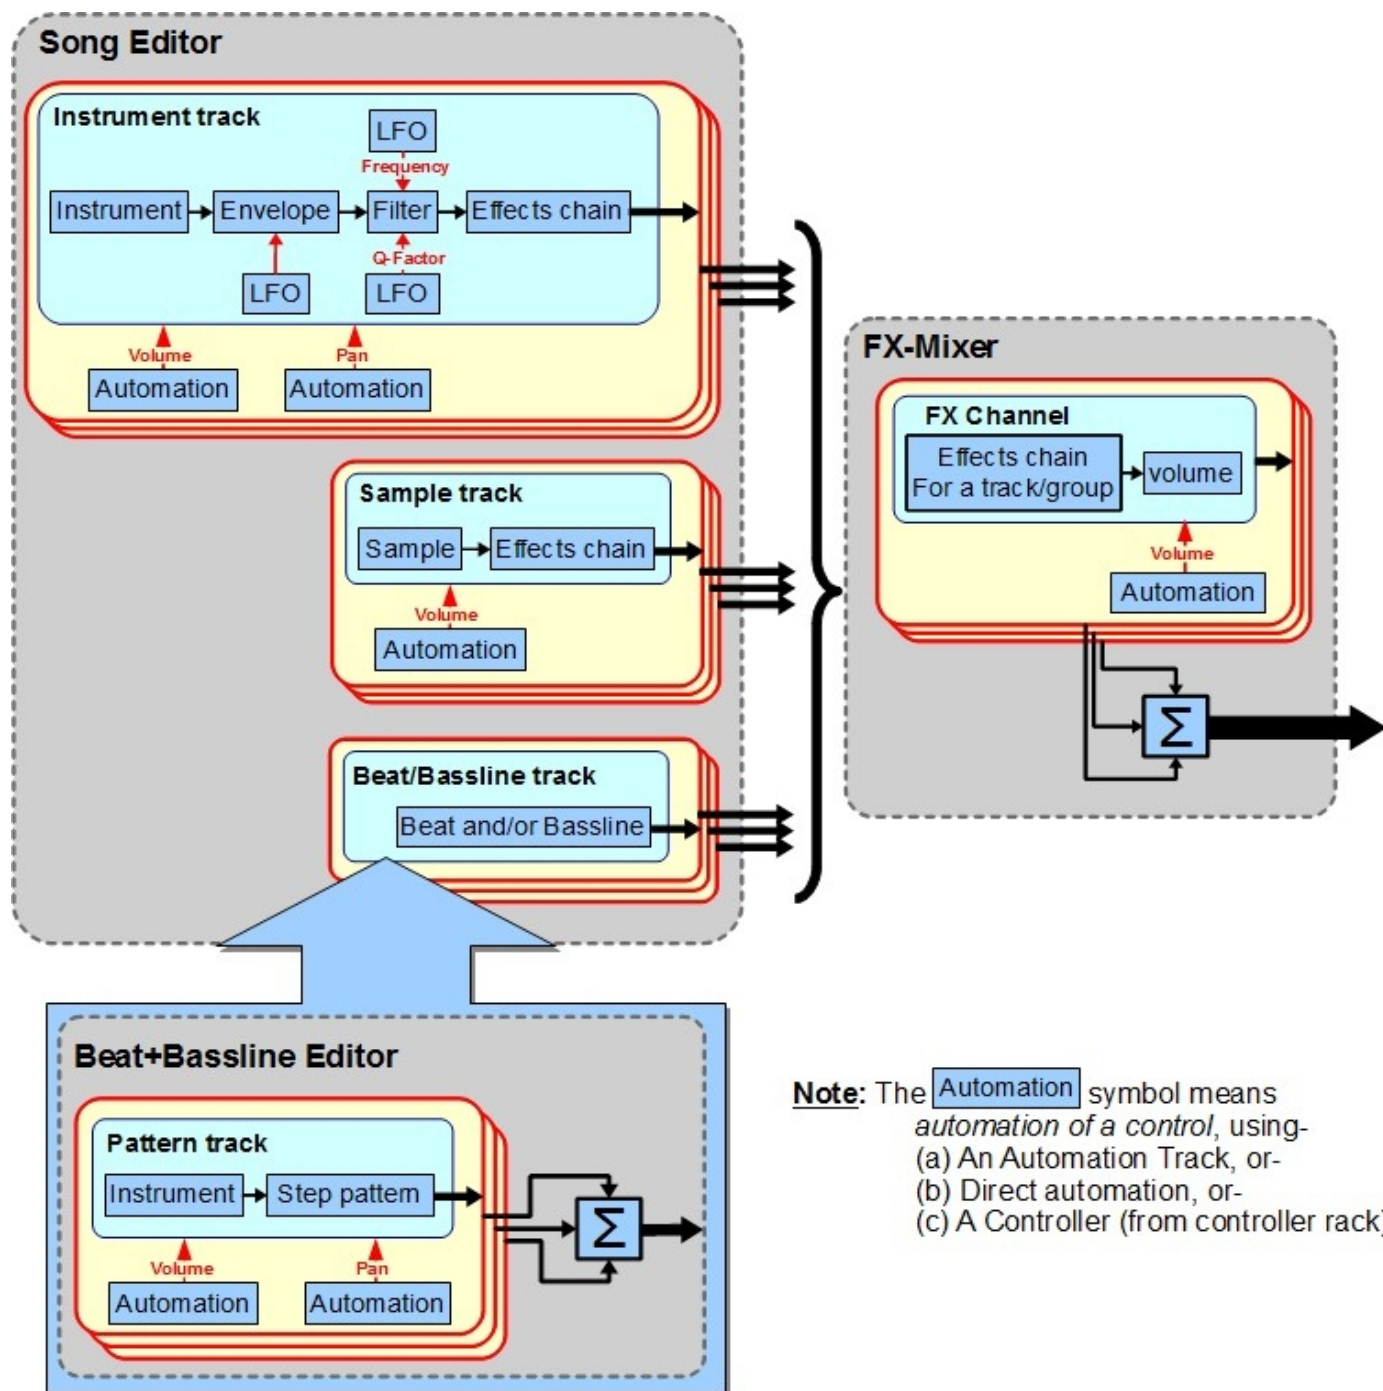 Song Editor
Instrument track
LFO
Frequency
Instrument
Envelope
Filter
Effects chain
Q-Factor
LFO
LFO
Volume
Pan
Automation
Automation
Sample track
Sample
Effects chain
Volume
Automation
Beat/Bassline track
Beat and/or Bassline
FX-Mixer
FX Channel
Effects chain
For a track/group
volume
Volume
Automation
Σ
Beat+Bassline Editor
Pattern track
Instrument
Step pattern
Σ
Volume
Pan
Automation
Automation
Note: The Automation symbol means
automation of a control, using-
(a) An Automation Track, or-
(b) Direct automation, or-
(c) A Controller (from controller rack)